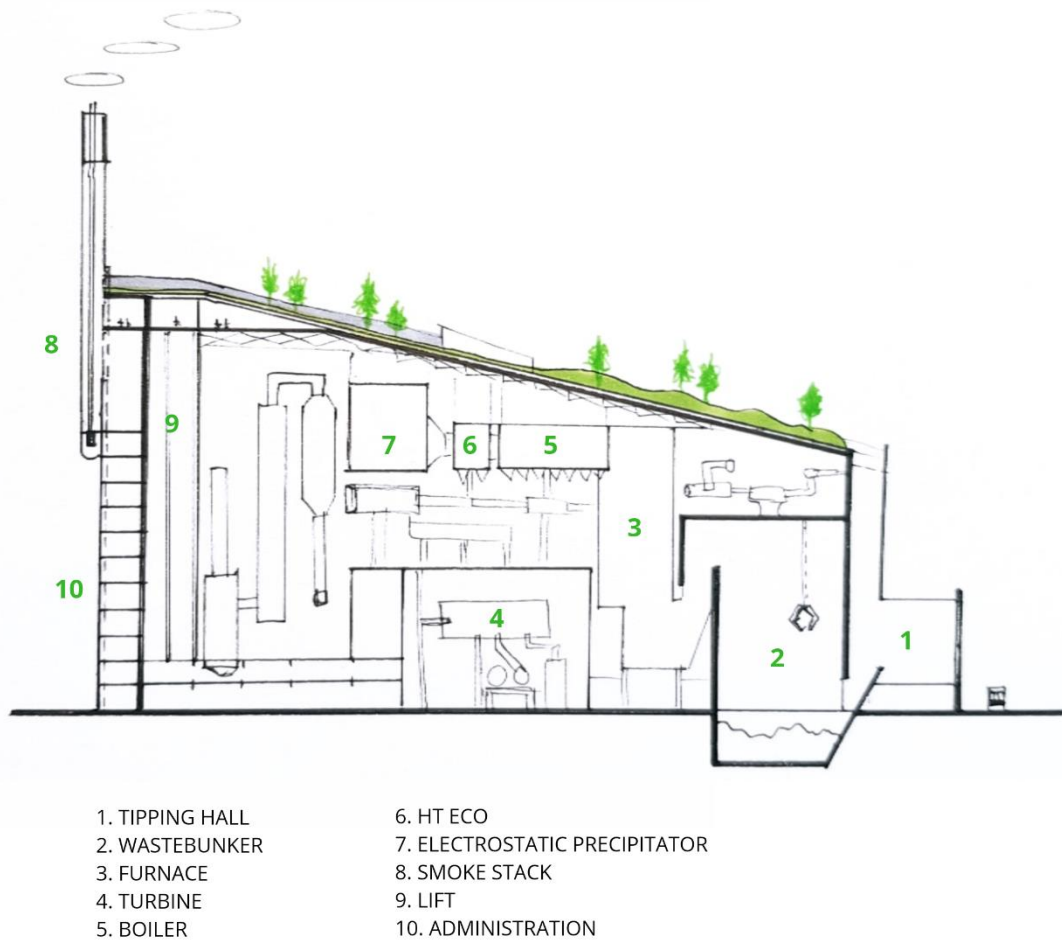 8
9
7
6
5
3
10
4
2
1
1. TIPPING HALL
2. WASTEBUNKER
3. FURNACE
4. TURBINE
5. BOILER
6. HT ECO
7. ELECTROSTATIC PRECIPITATOR
8. SMOKE STACK
9. LIFT
10. ADMINISTRATION